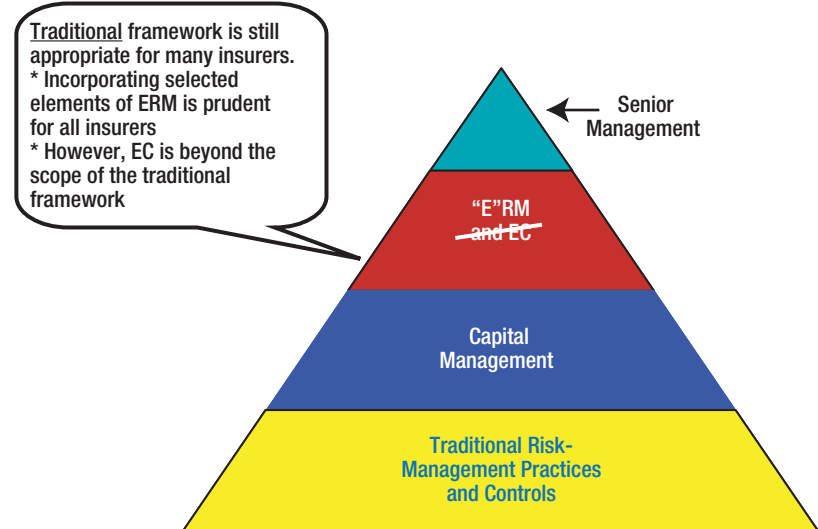 Traditional framework is still
appropriate for many insurers.
* Incorporating selected
elements of ERM is prudent
for all insurers
* However, EC is beyond the
scope of the traditional
framework
Senior
Management
“E”RM
and EC
Capital
Management
Traditional Risk-
Management Practices
and Controls